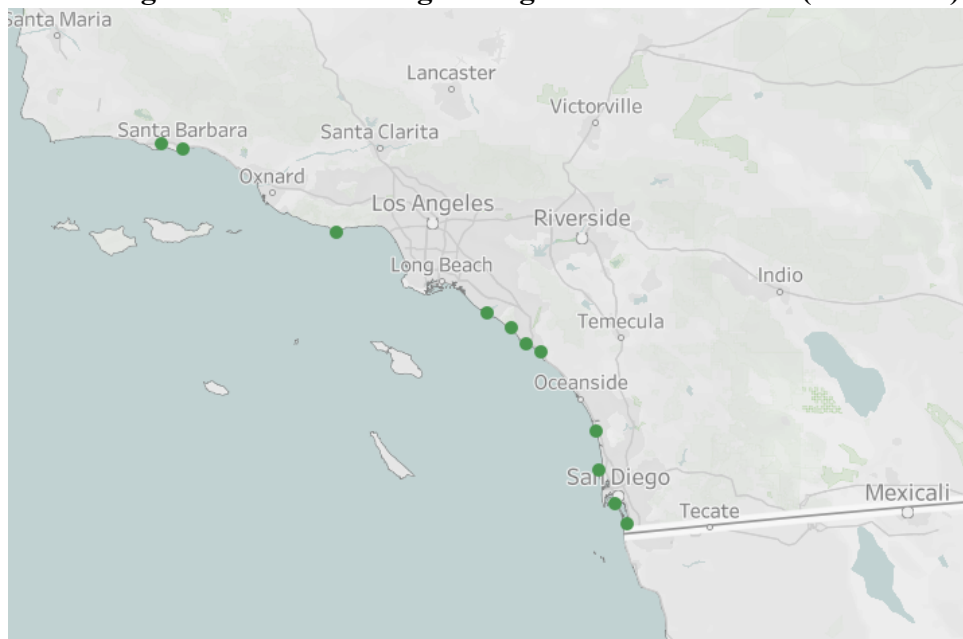 Santa Maria
Lancaster
Victorville
Santa Barbara
Santa Clarita
Oxnard
Los Angeles
Riverside
Long Beach
Indio
Temecula
Oceanside
San Diego
Mexicali
Tecate